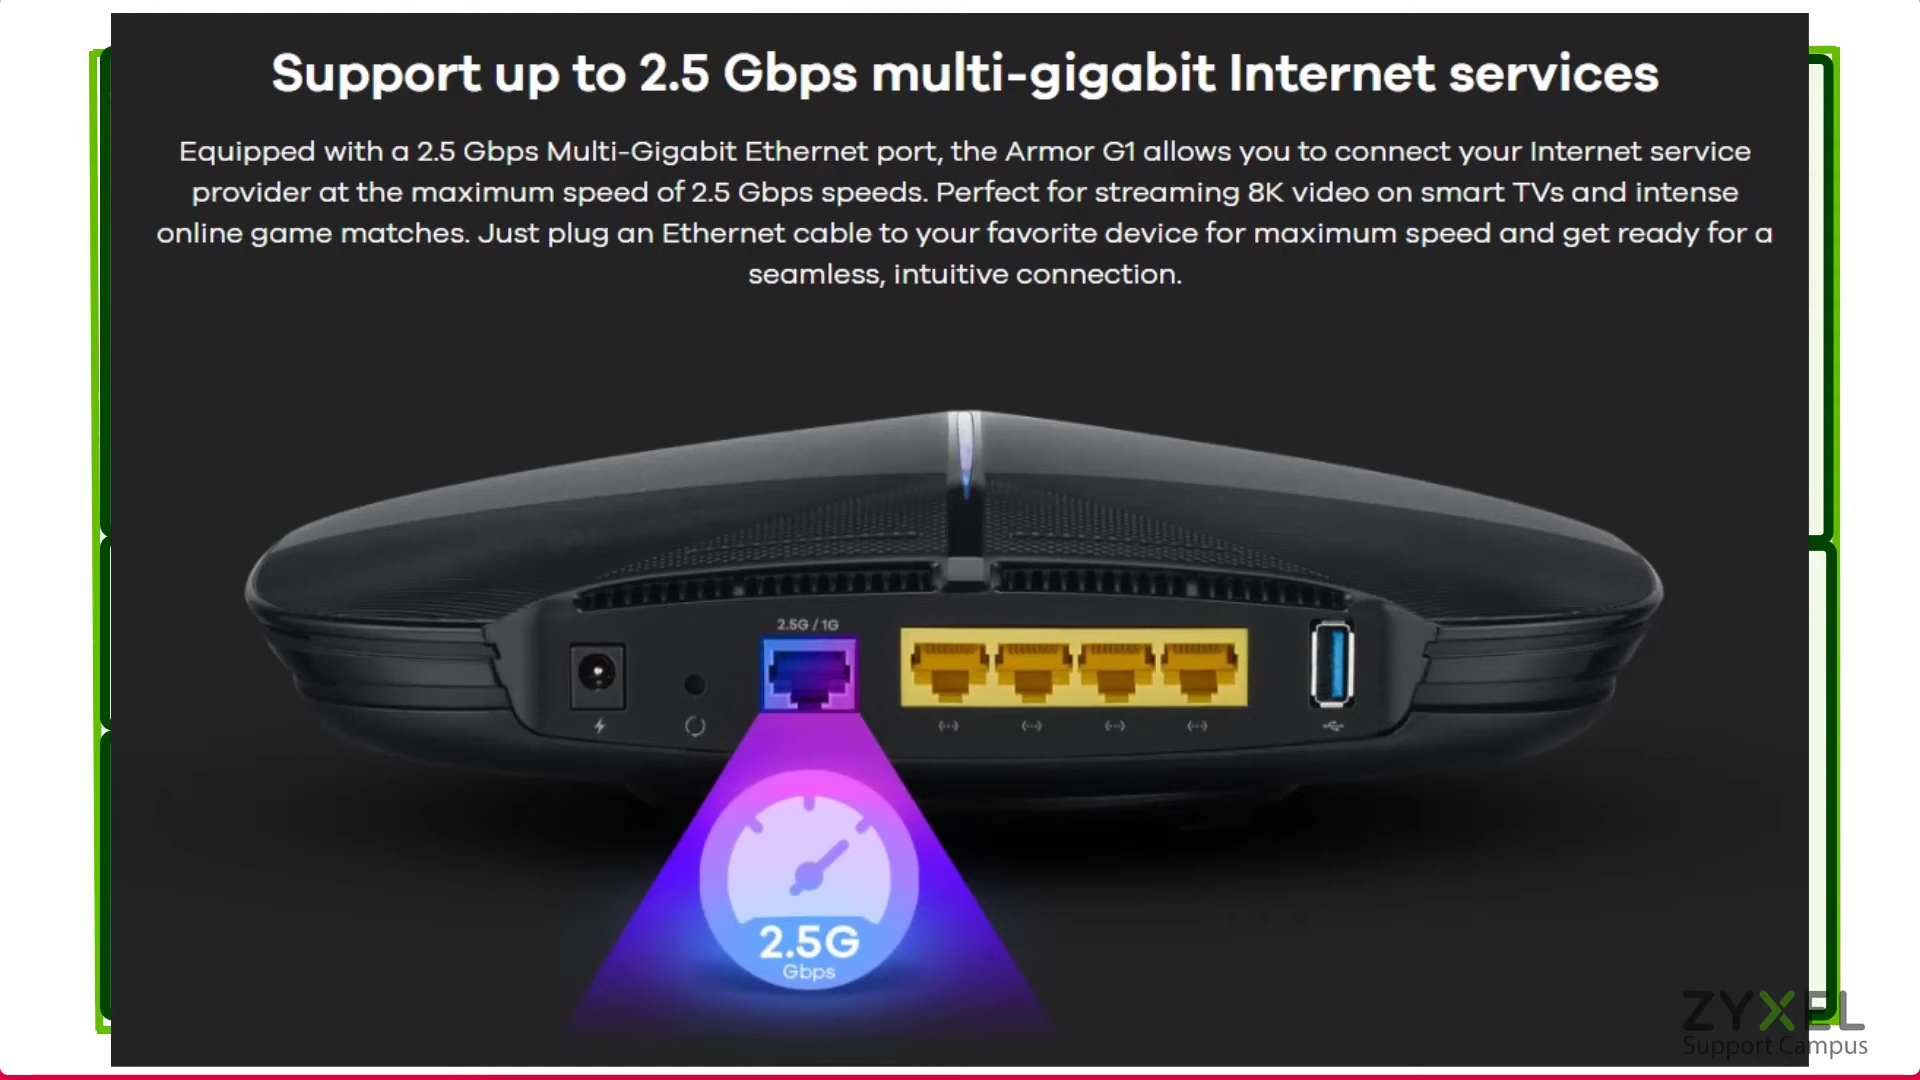 Support up to 2.5 Gbps multi-gigabit Internet services
Equipped with a 2.5 Gbps Multi-Gigabit Ethernet port, the Armor G1 allows you to connect your Internet service
provider at the maximum speed of 2.5 Gbps speeds. Perfect for streaming 8K video on smart TVs and intense
online game matches. Just plug an Ethernet cable to your favorite device for maximum speed and get ready for a
seamless, intuitive connection.
2.5G / 1G
2.5G
Gbps
ZYXEL
Support Campus